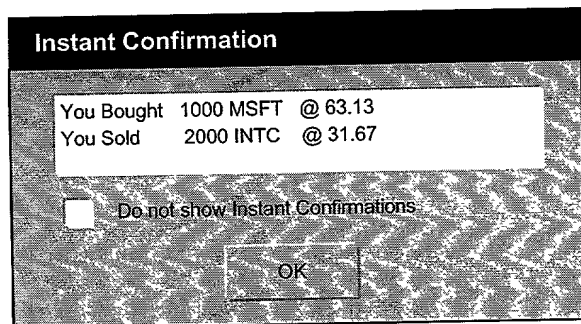 Instant Confirmation
You Bought 1000 MSFT @ 63.13
You Sold 2000 INTC @ 31.67
Do not show Instant Confirmations
OK